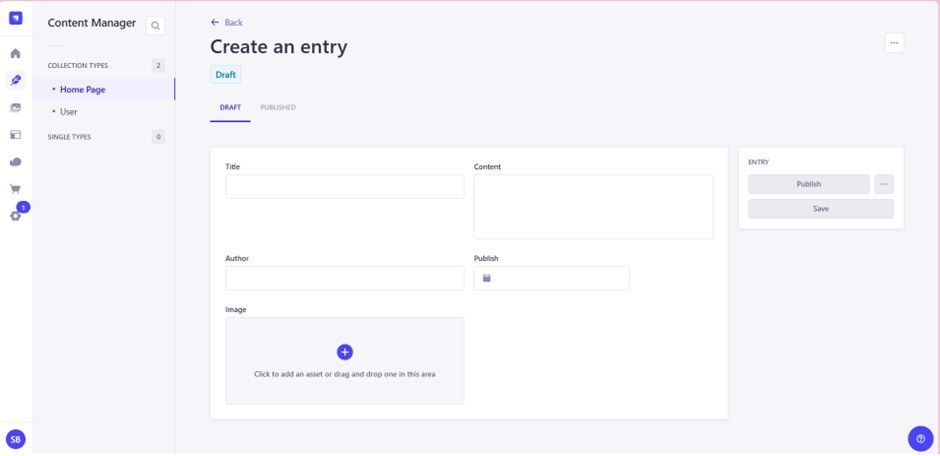 Content Manager
COLLECTION TYPES 2
Home Page
User
SINGLE TYPES 0
1
SB
Back
Create an entry
...
Draft
DRAFT PUBLISHED
Title
Content
Author
Publish
Image
Click to add an asset or drag and drop one in this area
ENTRY
Publish ...
Save